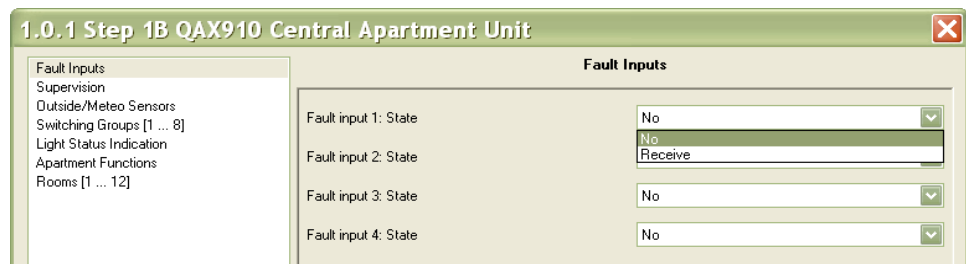 1.0.1 Step 1B QAX910 Central Apartment Unit
Fault Inputs
Supervision
Outside/Meteo Sensors
Switching Groups [1 ... 8]
Light Status Indication
Apartment Functions
Rooms [1 ... 12]
Fault Inputs
Fault input 1: State No
No
Receive
Fault input 2: State
Fault input 3: State No
Fault input 4: State No